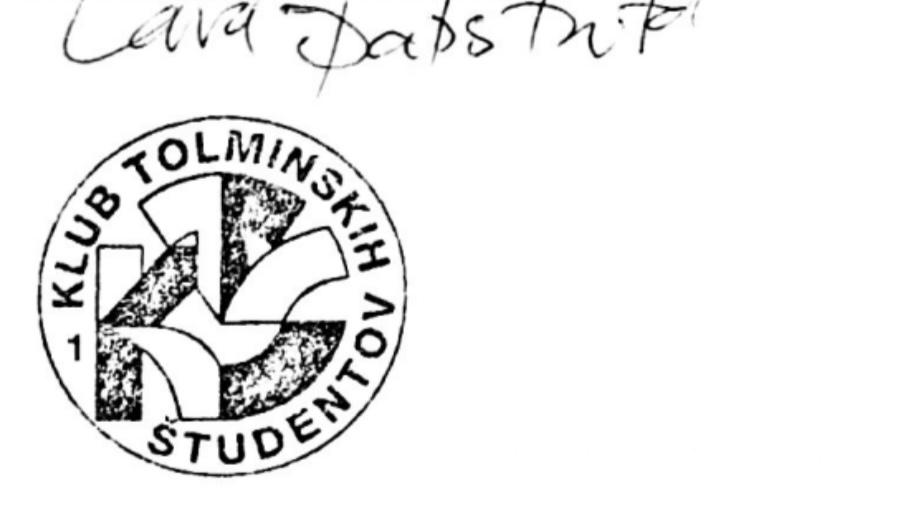 KLUB TOLMINSKIH
ŠTUDENTOV
1